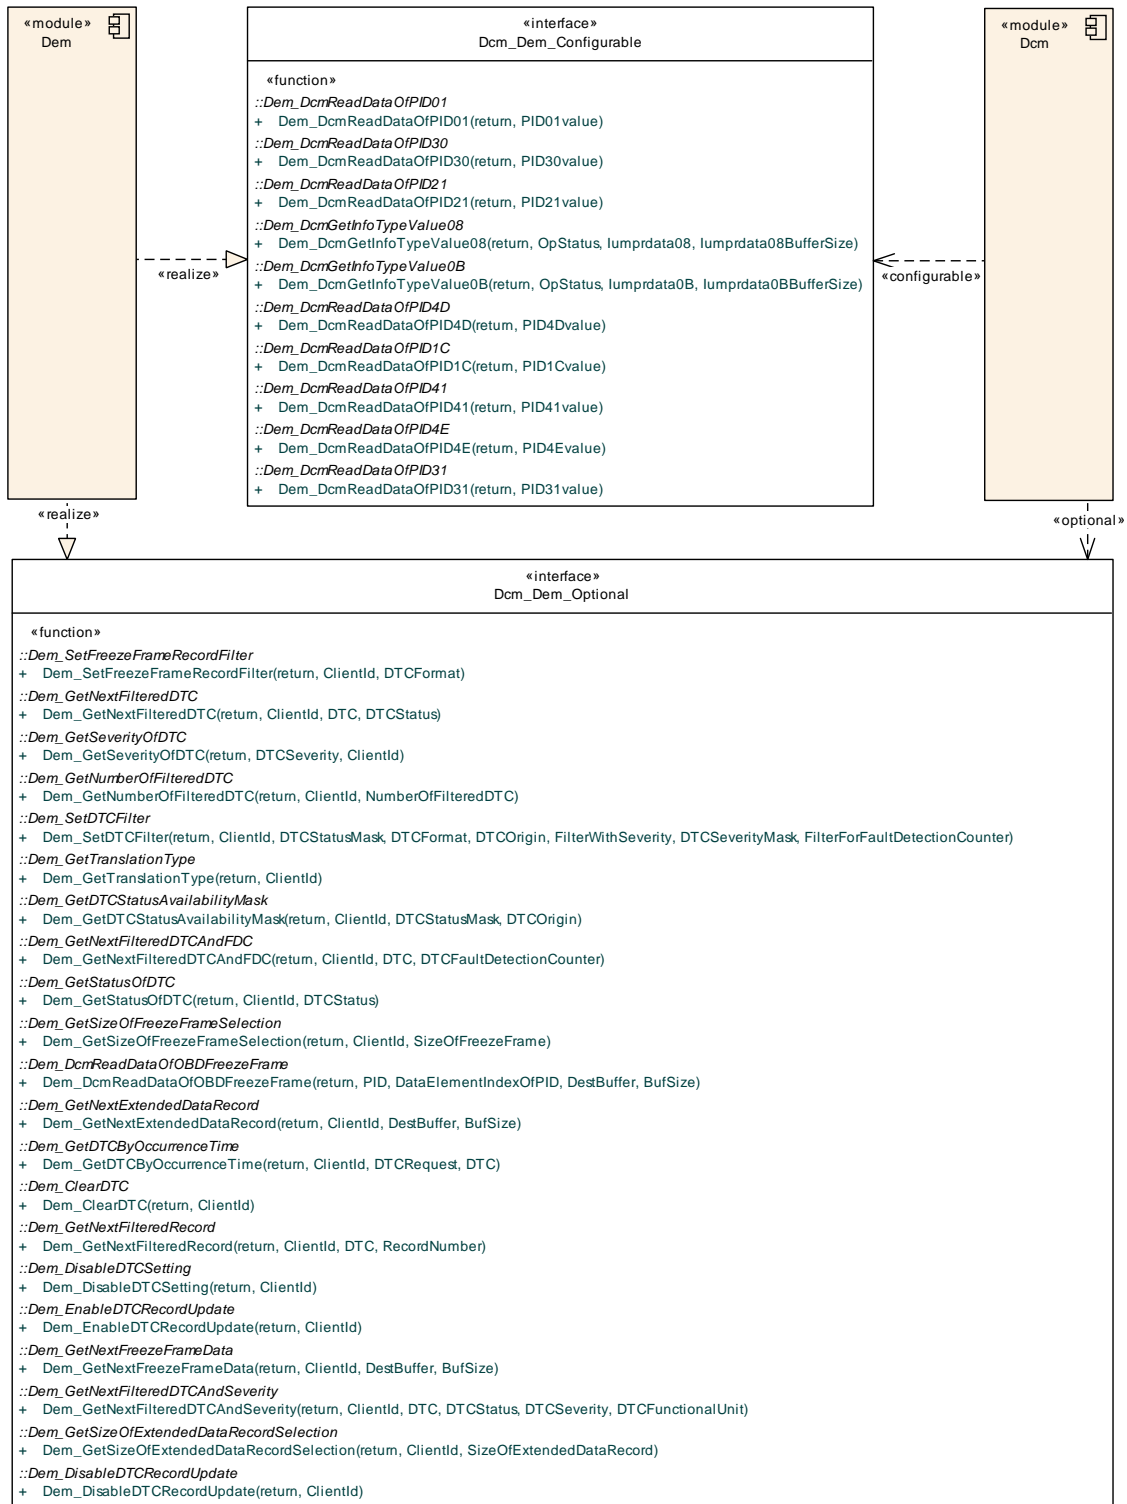 «module»
Dem
«interface»
Dcm_Dem_Configurable
«function»
::Dem_DcmReadDataOfPID01
+ Dem_DcmReadDataOfPID01(return, PID01value)
::Dem_DcmReadDataOfPID30
+ Dem_DcmReadDataOfPID30(return, PID30value)
::Dem_DcmReadDataOfPID21
+ Dem_DcmReadDataOfPID21(return, PID21value)
::Dem_DcmGetInfoTypeValue08
+ Dem_DcmGetInfoTypeValue08(return, OpStatus, Iumprdata08, Iumprdata08BufferSize)
::Dem_DcmGetInfoTypeValue0B
+ Dem_DcmGetInfoTypeValue0B(return, OpStatus, Iumprdata0B, Iumprdata0BBufferSize)
::Dem_DcmReadDataOfPID4D
+ Dem_DcmReadDataOfPID4D(return, PID4Dvalue)
::Dem_DcmReadDataOfPID1C
+ Dem_DcmReadDataOfPID1C(return, PID1Cvalue)
::Dem_DcmReadDataOfPID41
+ Dem_DcmReadDataOfPID41(return, PID41value)
::Dem_DcmReadDataOfPID4E
+ Dem_DcmReadDataOfPID4E(return, PID4Evalue)
::Dem_DcmReadDataOfPID31
+ Dem_DcmReadDataOfPID31(return, PID31value)
«module»
Dcm
«realize»
«configurable»
«realize»
«optional»
«interface»
Dcm_Dem_Optional
«function»
::Dem_SetFreezeFrameRecordFilter
+ Dem_SetFreezeFrameRecordFilter(return, ClientId, DTCFormat)
::Dem_GetNextFilteredDTC
+ Dem_GetNextFilteredDTC(return, ClientId, DTC, DTCStatus)
::Dem_GetSeverityOfDTC
+ Dem_GetSeverityOfDTC(return, DTCSeverity, ClientId)
::Dem_GetNumberOfFilteredDTC
+ Dem_GetNumberOfFilteredDTC(return, ClientId, NumberOfFilteredDTC)
::Dem_SetDTCFilter
+ Dem_SetDTCFilter(return, ClientId, DTCStatusMask, DTCFormat, DTCOrigin, FilterWithSeverity, DTCSeverityMask, FilterForFaultDetectionCounter)
::Dem_GetTranslationType
+ Dem_GetTranslationType(return, ClientId)
::Dem_GetDTCStatusAvailabilityMask
+ Dem_GetDTCStatusAvailabilityMask(return, ClientId, DTCStatusMask, DTCOrigin)
::Dem_GetNextFilteredDTCAndFDC
+ Dem_GetNextFilteredDTCAndFDC(return, ClientId, DTC, DTCFaultDetectionCounter)
::Dem_GetStatusOfDTC
+ Dem_GetStatusOfDTC(return, ClientId, DTCStatus)
::Dem_GetSizeOfFreezeFrameSelection
+ Dem_GetSizeOfFreezeFrameSelection(return, ClientId, SizeOfFreezeFrame)
::Dem_DcmReadDataOfOBDFreezeFrame
+ Dem_DcmReadDataOfOBDFreezeFrame(return, PID, DataElementIndexOfPID, DestBuffer, BufSize)
::Dem_GetNextExtendedDataRecord
+ Dem_GetNextExtendedDataRecord(return, ClientId, DestBuffer, BufSize)
::Dem_GetDTCByOccurrenceTime
+ Dem_GetDTCByOccurrenceTime(return, ClientId, DTCRequest, DTC)
::Dem_ClearDTC
+ Dem_ClearDTC(return, ClientId)
::Dem_GetNextFilteredRecord
+ Dem_GetNextFilteredRecord(return, ClientId, DTC, RecordNumber)
::Dem_DisableDTCSetting
+ Dem_DisableDTCSetting(return, ClientId)
::Dem_EnableDTCRecordUpdate
+ Dem_EnableDTCRecordUpdate(return, ClientId)
::Dem_GetNextFreezeFrameData
+ Dem_GetNextFreezeFrameData(return, ClientId, DestBuffer, BufSize)
::Dem_GetNextFilteredDTCAndSeverity
+ Dem_GetNextFilteredDTCAndSeverity(return, ClientId, DTC, DTCStatus, DTCSeverity, DTCFunctionalUnit)
::Dem_GetSizeOfExtendedDataRecordSelection
+ Dem_GetSizeOfExtendedDataRecordSelection(return, ClientId, SizeOfExtendedDataRecord)
::Dem_DisableDTCRecordUpdate
+ Dem_DisableDTCRecordUpdate(return, ClientId)